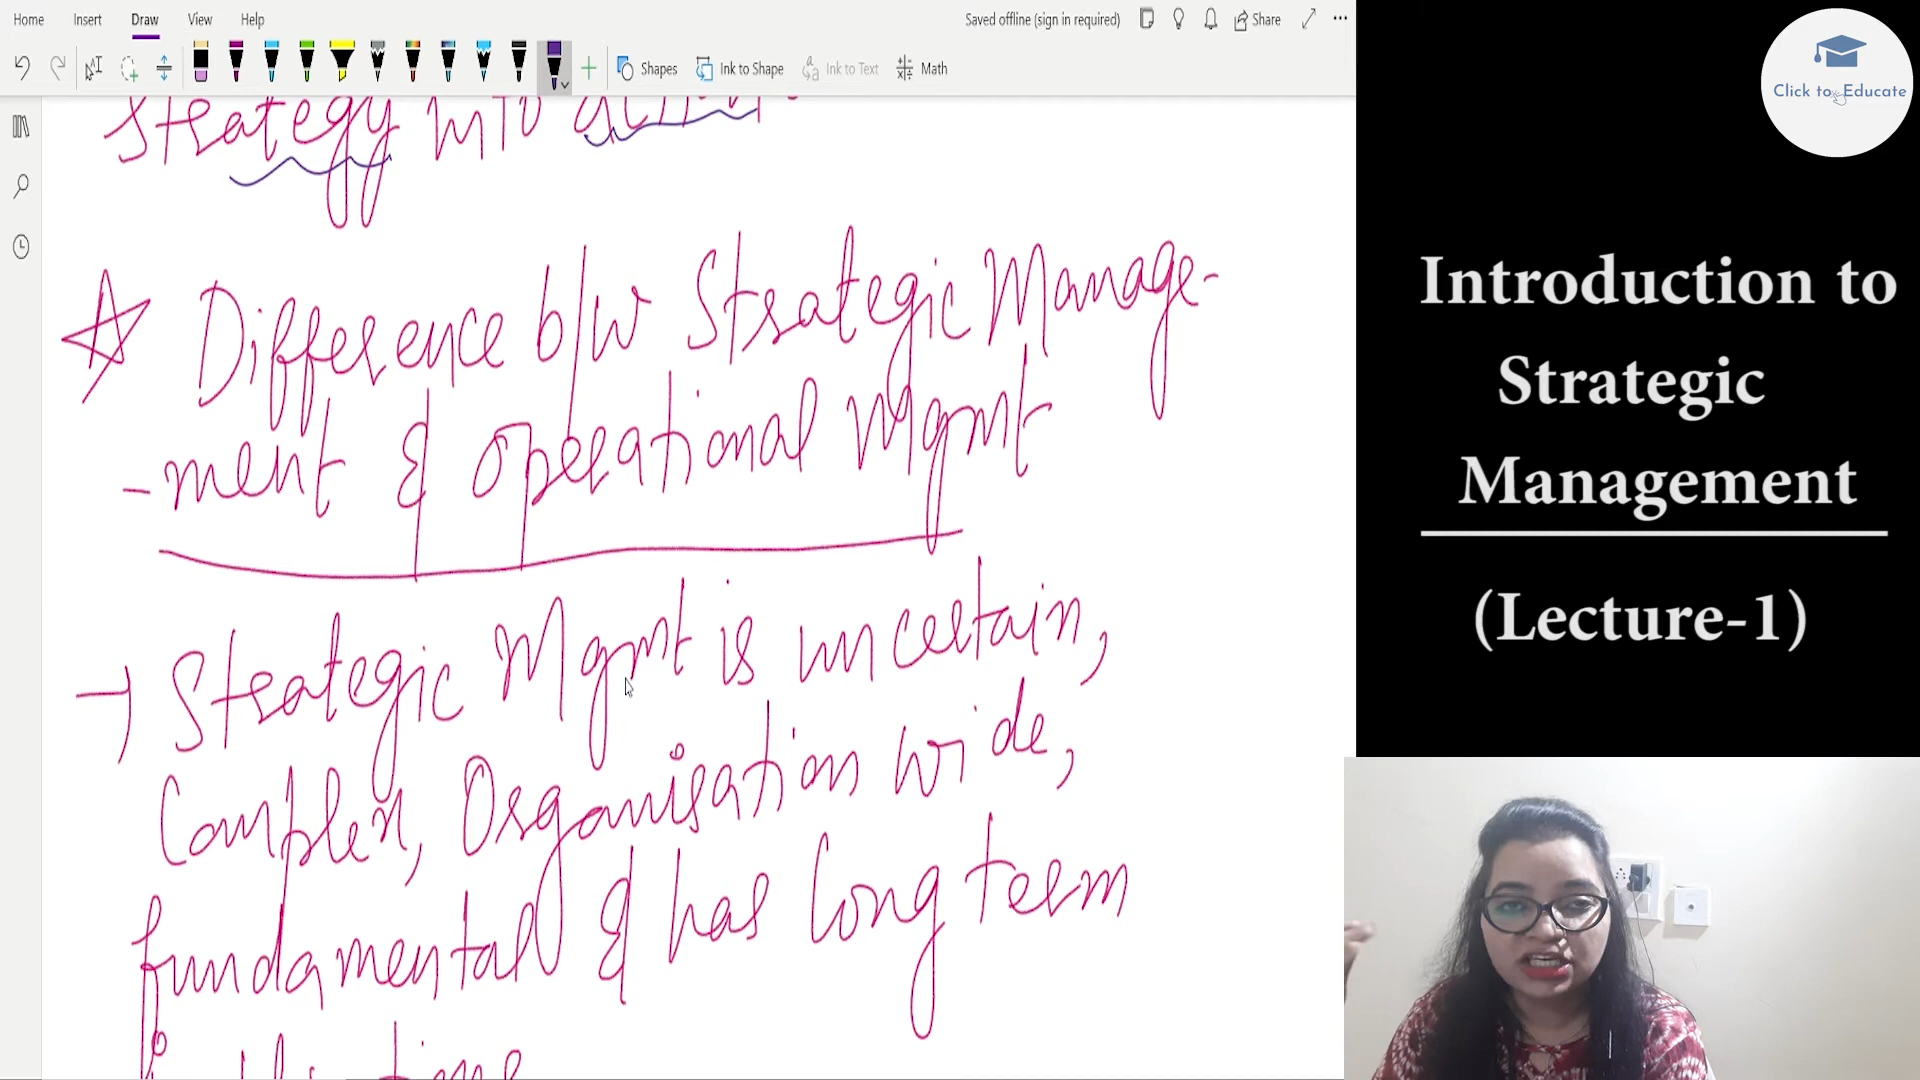 Home Insert Draw View Help Saved offline (sign in required) Share
Shapes Ink to Shape Ink to Text Math
Strategy into action.
Difference b/w Strategic Manage-
-ment & operational mgmt
→ Strategic Mgmt is uncertain,
Complex, Organisation wide,
fundamental & has long term
implications
Click to Educate
Introduction to
Strategic
Management
(Lecture-1)